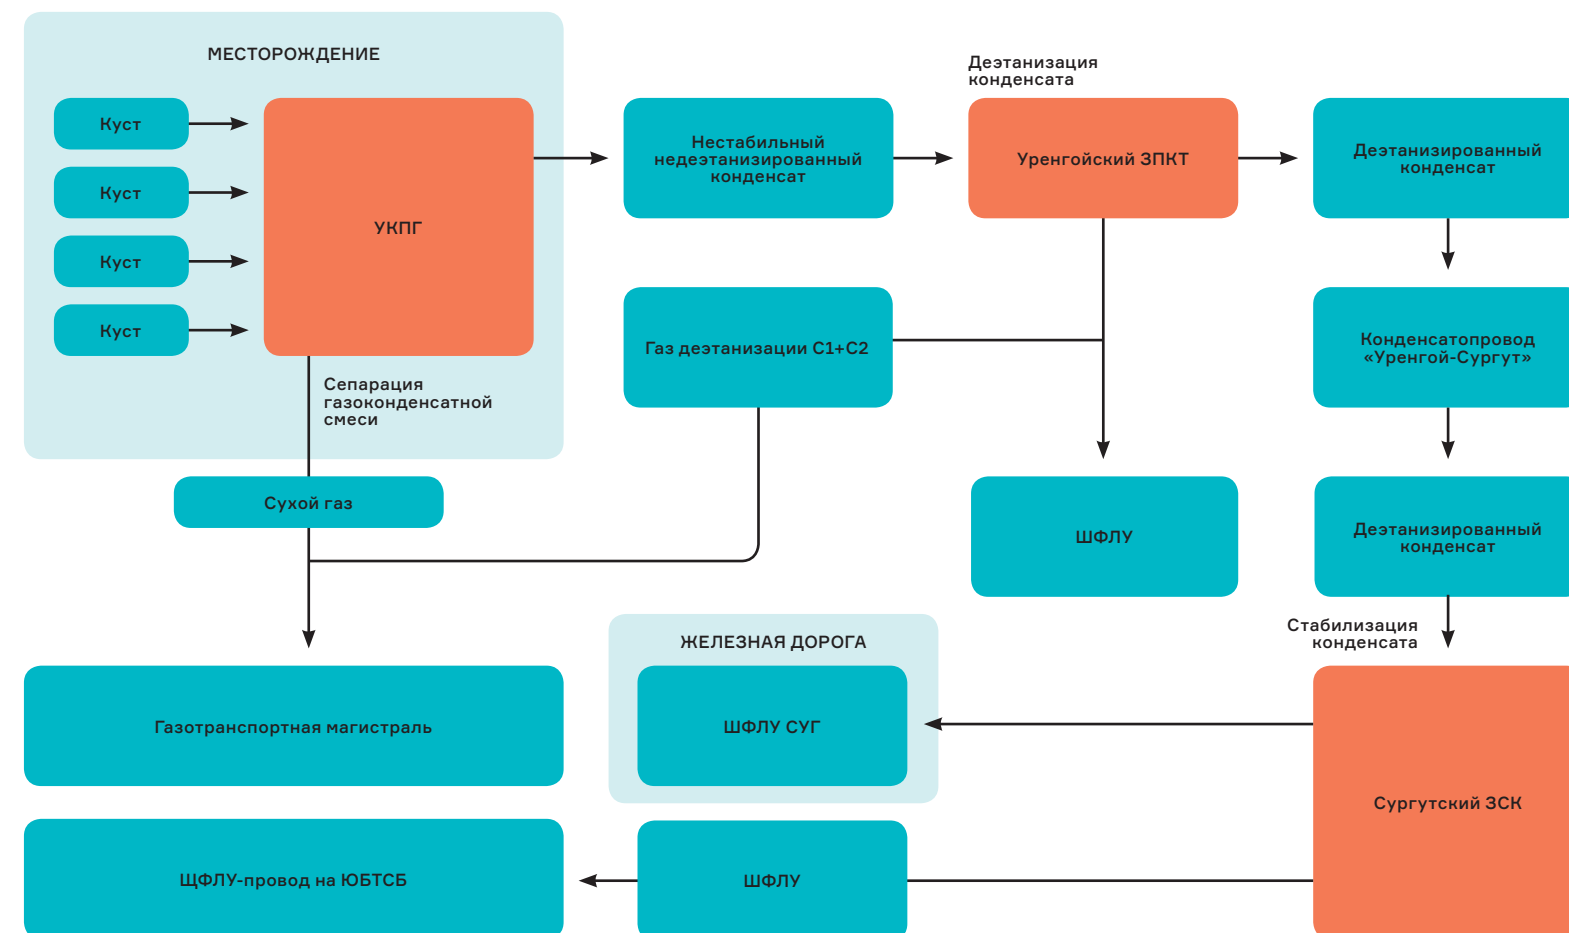 МЕСТОРОЖДЕНИЕ
Куст
Куст
Куст
Куст
УКПГ
Сепарация
газоконденсатной
смеси
Сухой газ
Нестабильный
недеэтанизированный
конденсат
Деэтанизация
конденсата
Уренгойский ЗПКТ
Деэтанизированный
конденсат
Газ деэтанизации С1+С2
Конденсатопровод
«Уренгой-Сургут»
ШФЛУ
Деэтанизированный
конденсат
Стабилизация
конденсата
ЖЕЛЕЗНАЯ ДОРОГА
Газотранспортная магистраль
ШФЛУ СУГ
Сургутский ЗСК
ЩФЛУ-провод на ЮБТСБ
ШФЛУ